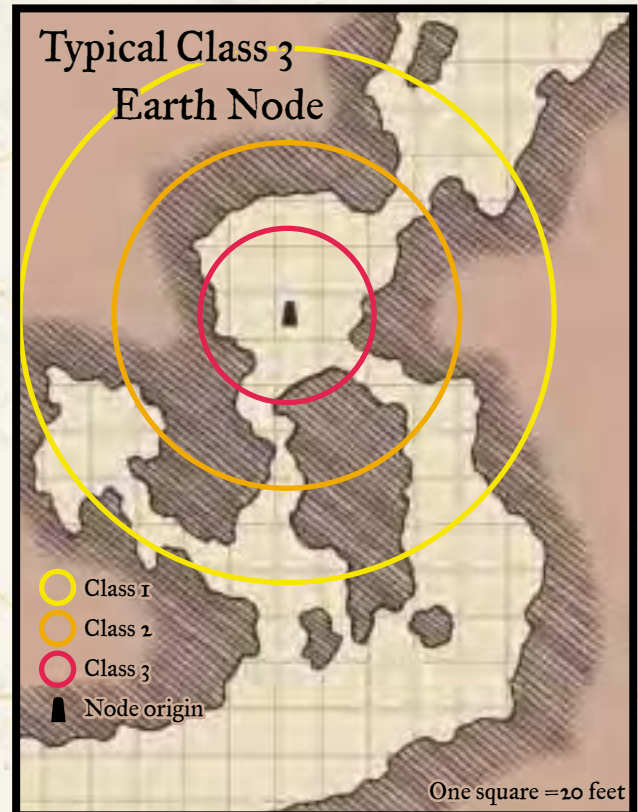 Typical Class 3
Earth Node
Class 1
Class 2
Class 3
Node origin
One square =20 feet